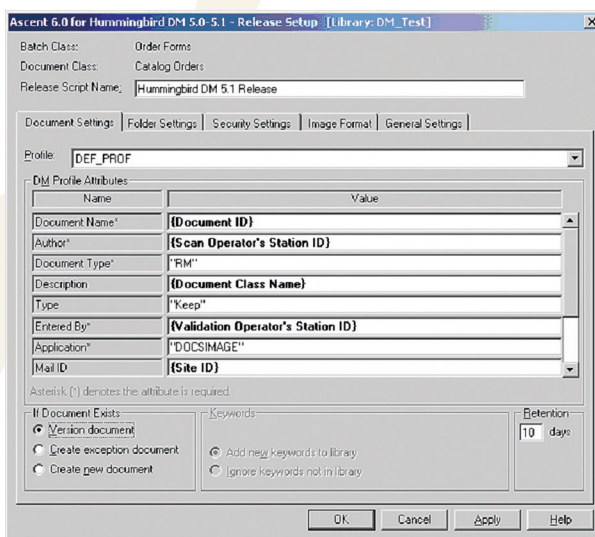 Ascent 6.0 for Hummingbird DM 5.0-5.1 - Release Setup [Library: DM_Test]
Batch Class: Order Forms
Document Class: Catalog Orders
Release Script Name: Hummingbird DM 5.1 Release
Document Settings Folder Settings Security Settings Image Format General Settings
Profile: DEF_PROF
DM Profile Attributes
Name Value
Document Name* {Document ID}
Author* {Scan Operator's Station ID}
Document Type* "RM"
Description {Document Class Name}
Type "Keep"
Entered By* {Validation Operator's Station ID}
Application* "DOCSIMAGE"
Mail ID {Site ID}
Asterisk (*) denotes the attribute is required.
If Document Exists Keywords Retention
Version document 10 days
Create exception document Add new keywords to library
Create new document Ignore keywords not in library
OK Cancel Apply Help